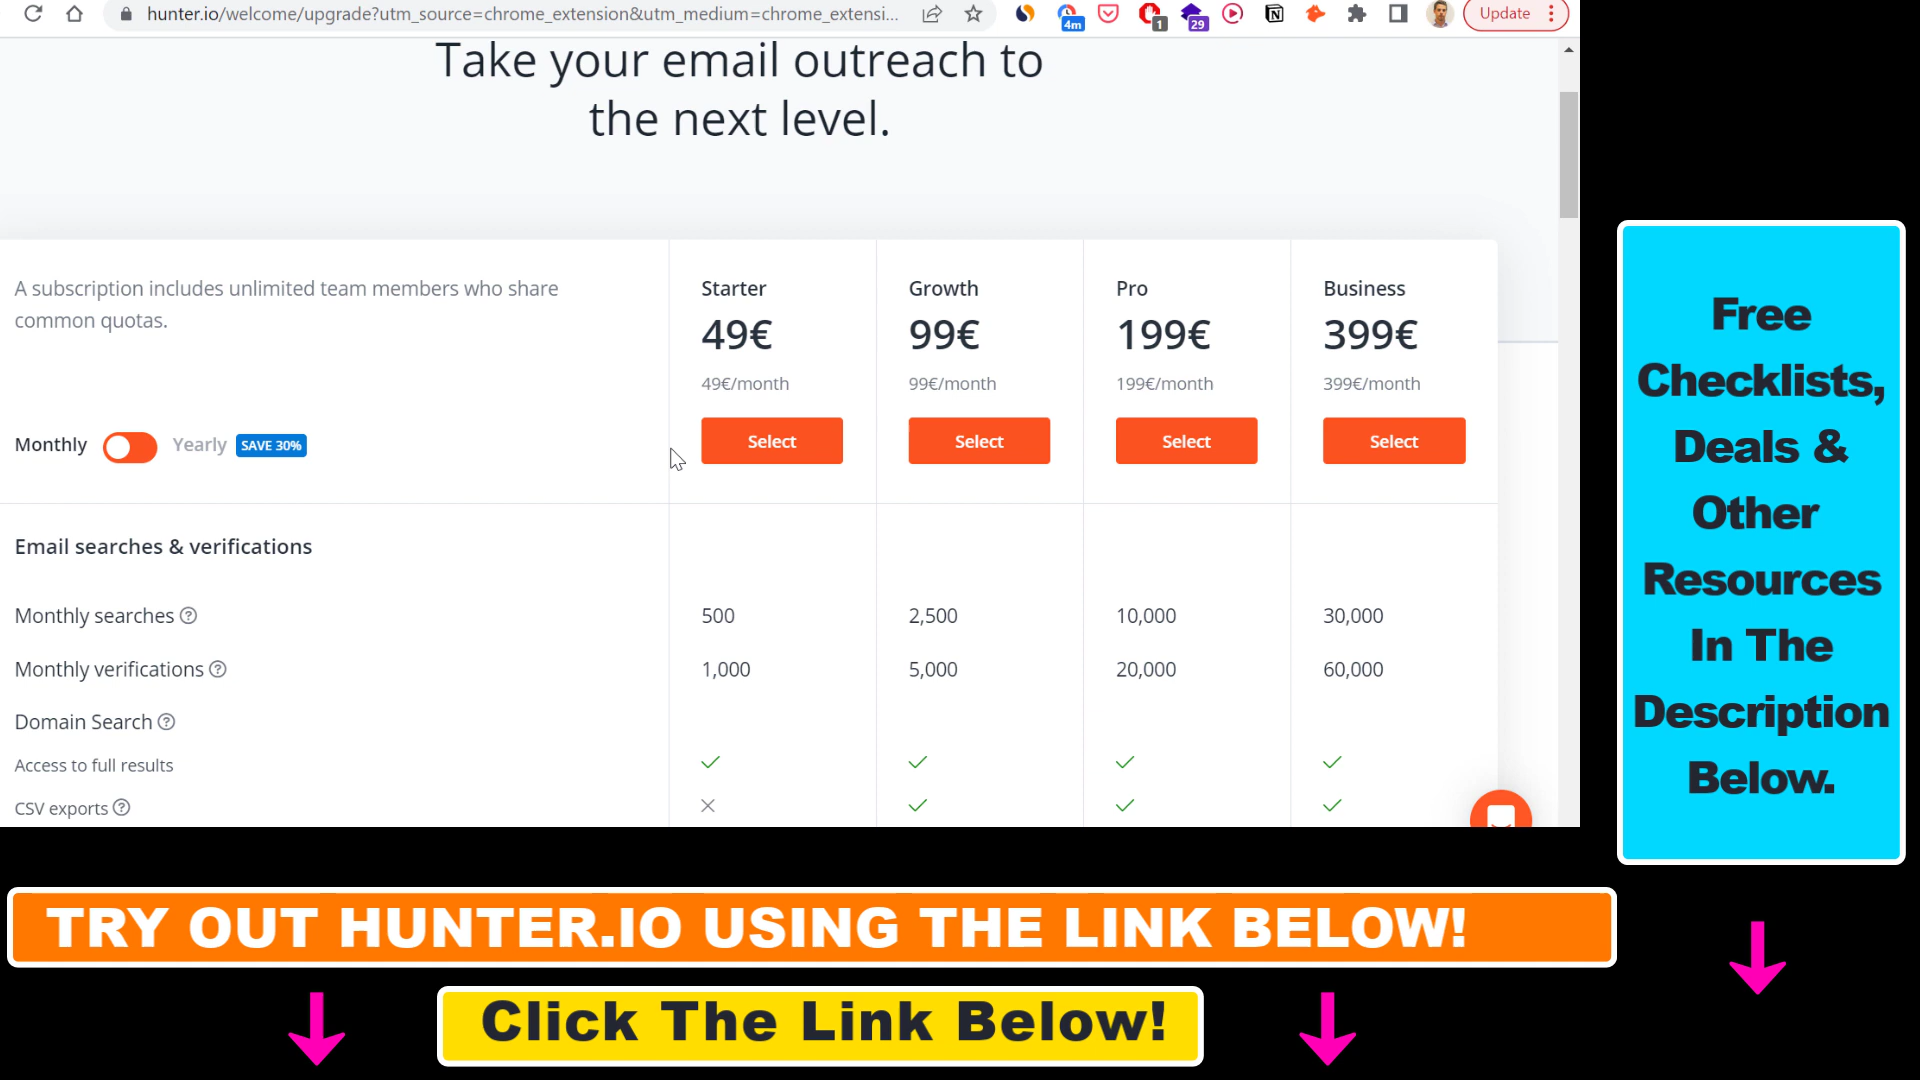 hunter.io/welcome/upgrade?utm_source=chrome_extension&utm_medium=chrome_extensi...
4m
1
29
Update
Take your email outreach to
the next level.
A subscription includes unlimited team members who share
common quotas.
Monthly
Yearly
SAVE 30%
Starter
49€
49€/month
Select
Growth
99€
99€/month
Select
Pro
199€
199€/month
Select
Business
399€
399€/month
Select
Email searches & verifications
Monthly searches ? 500 2,500 10,000 30,000
Monthly verifications ? 1,000 5,000 20,000 60,000
Domain Search ?
Access to full results
CSV exports ?
Free
Checklists,
Deals &
Other
Resources
In The
Description
Below.
TRY OUT HUNTER.IO USING THE LINK BELOW!
Click The Link Below!